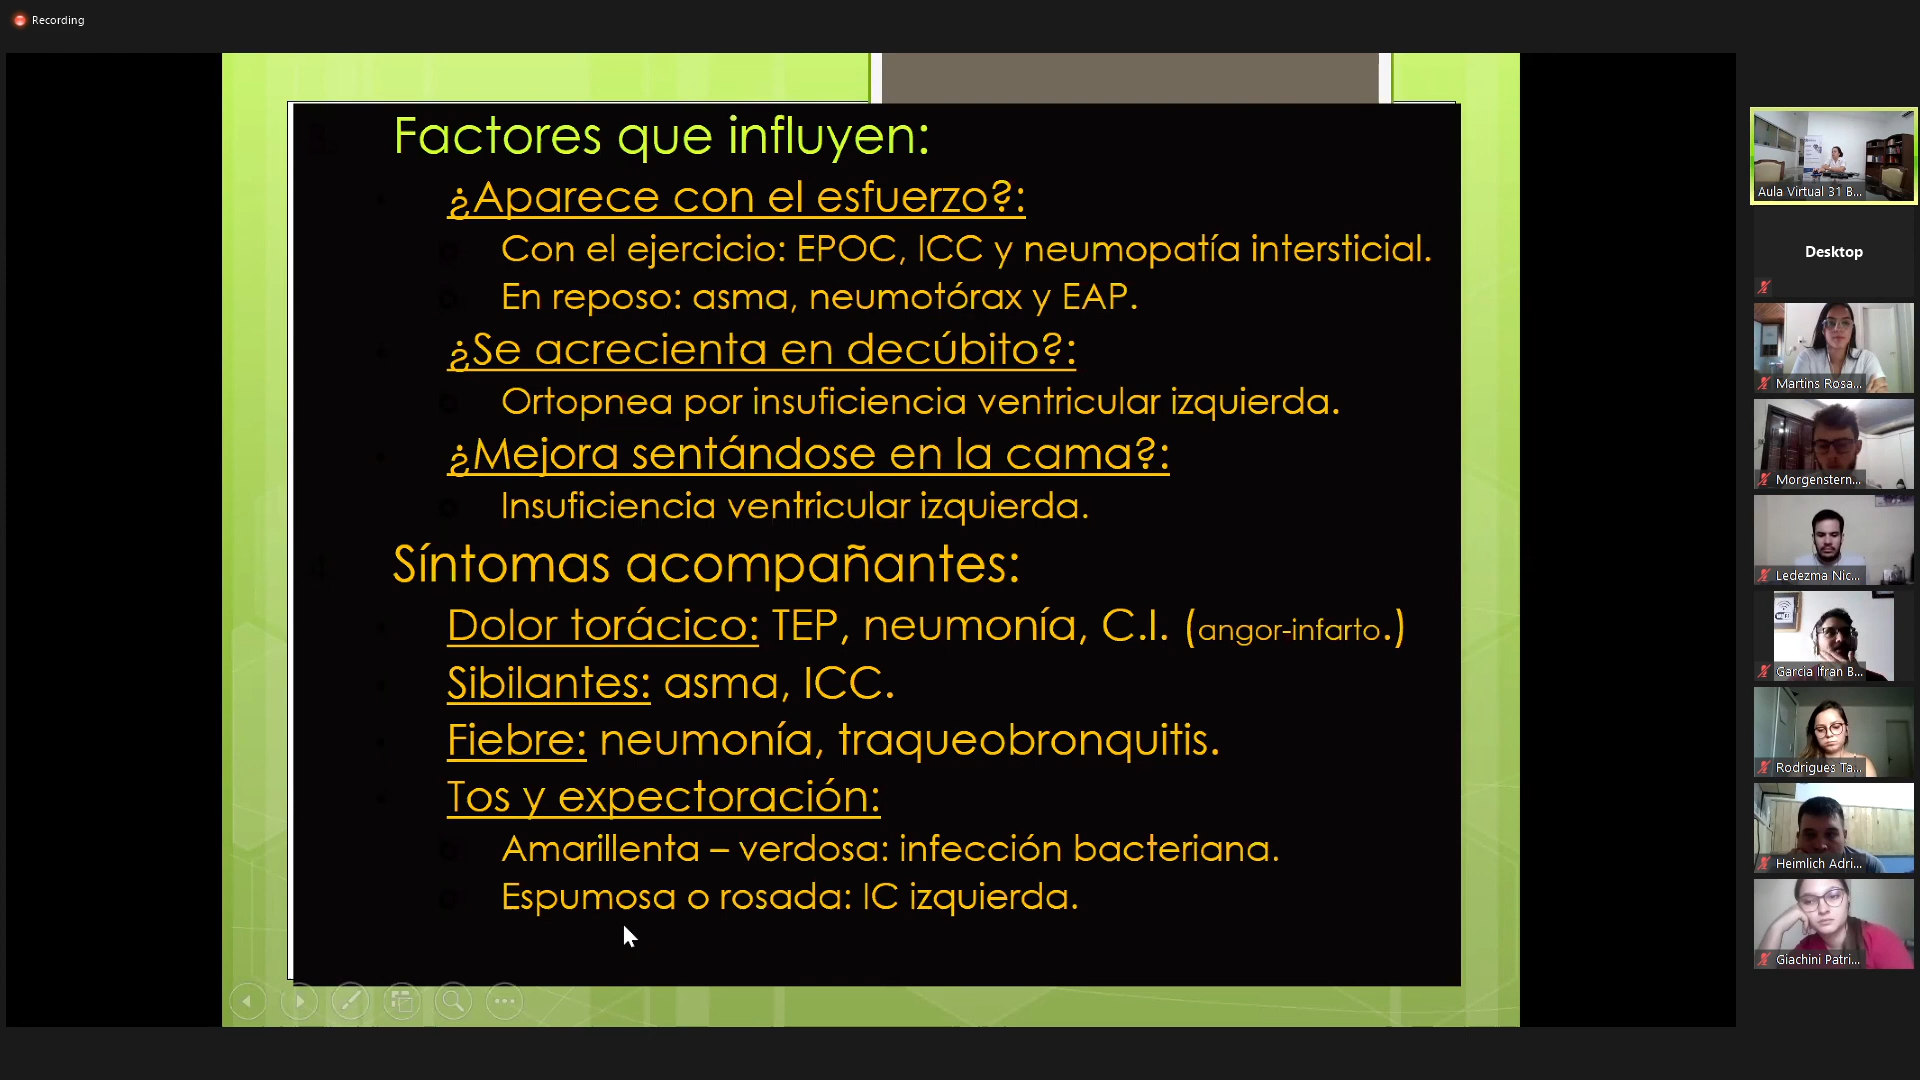 Recording
Factores que influyen:
¿Aparece con el esfuerzo?:
Con el ejercicio: EPOC, ICC y neumopatía intersticial.
En reposo: asma, neumotórax y EAP.
¿Se acrecienta en decúbito?:
Ortopnea por insuficiencia ventricular izquierda.
¿Mejora sentándose en la cama?:
Insuficiencia ventricular izquierda.
Síntomas acompañantes:
Dolor torácico: TEP, neumonía, C.I. (angor-infarto.)
Sibilantes: asma, ICC.
Fiebre: neumonía, traqueobronquitis.
Tos y expectoración:
Amarillenta – verdosa: infección bacteriana.
Espumosa o rosada: IC izquierda.
Aula Virtual 31 B...
Desktop
Martins Rosa...
Morgenstern...
Ledezma Nic...
Garcia Ifran B...
Rodrigues Ta...
Heimlich Adri...
Giachini Patri...